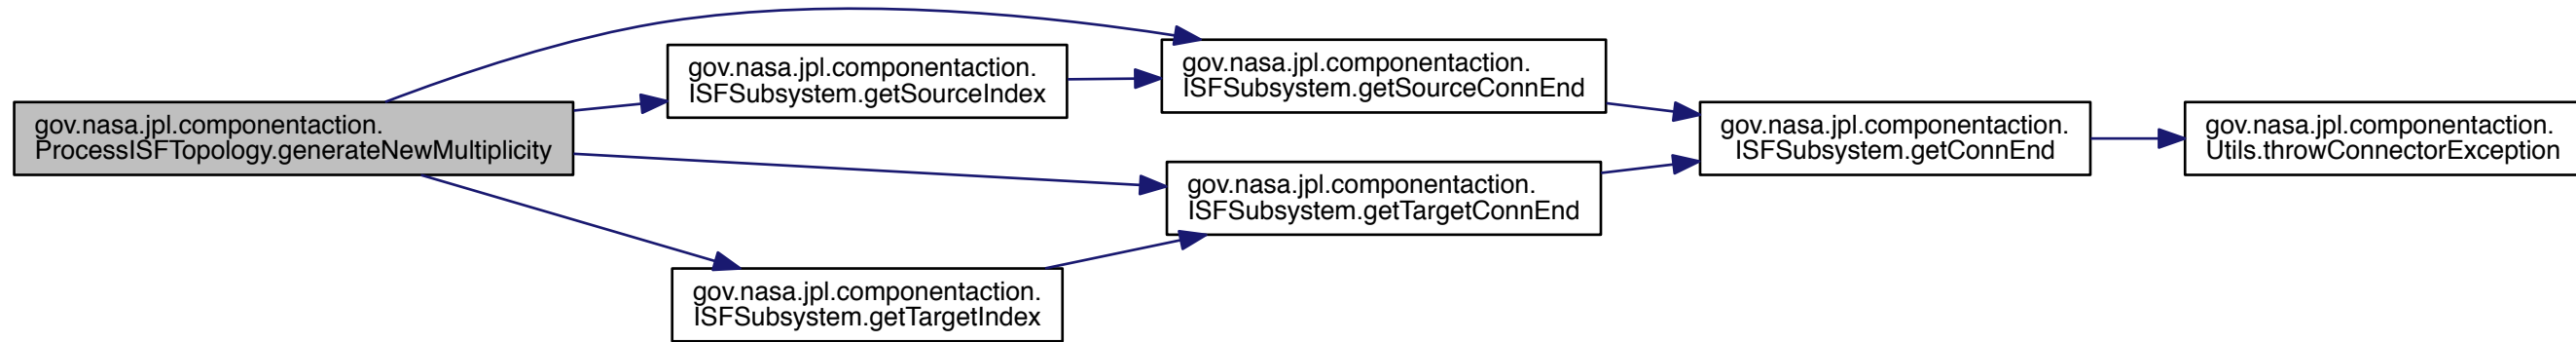 gov.nasa.jpl.componentaction.
ProcessISFTopology.generateNewMultiplicity
gov.nasa.jpl.componentaction.
ISFSubsystem.getSourceIndex
gov.nasa.jpl.componentaction.
ISFSubsystem.getSourceConnEnd
gov.nasa.jpl.componentaction.
ISFSubsystem.getTargetConnEnd
gov.nasa.jpl.componentaction.
ISFSubsystem.getTargetIndex
gov.nasa.jpl.componentaction.
ISFSubsystem.getConnEnd
gov.nasa.jpl.componentaction.
Utils.throwConnectorException